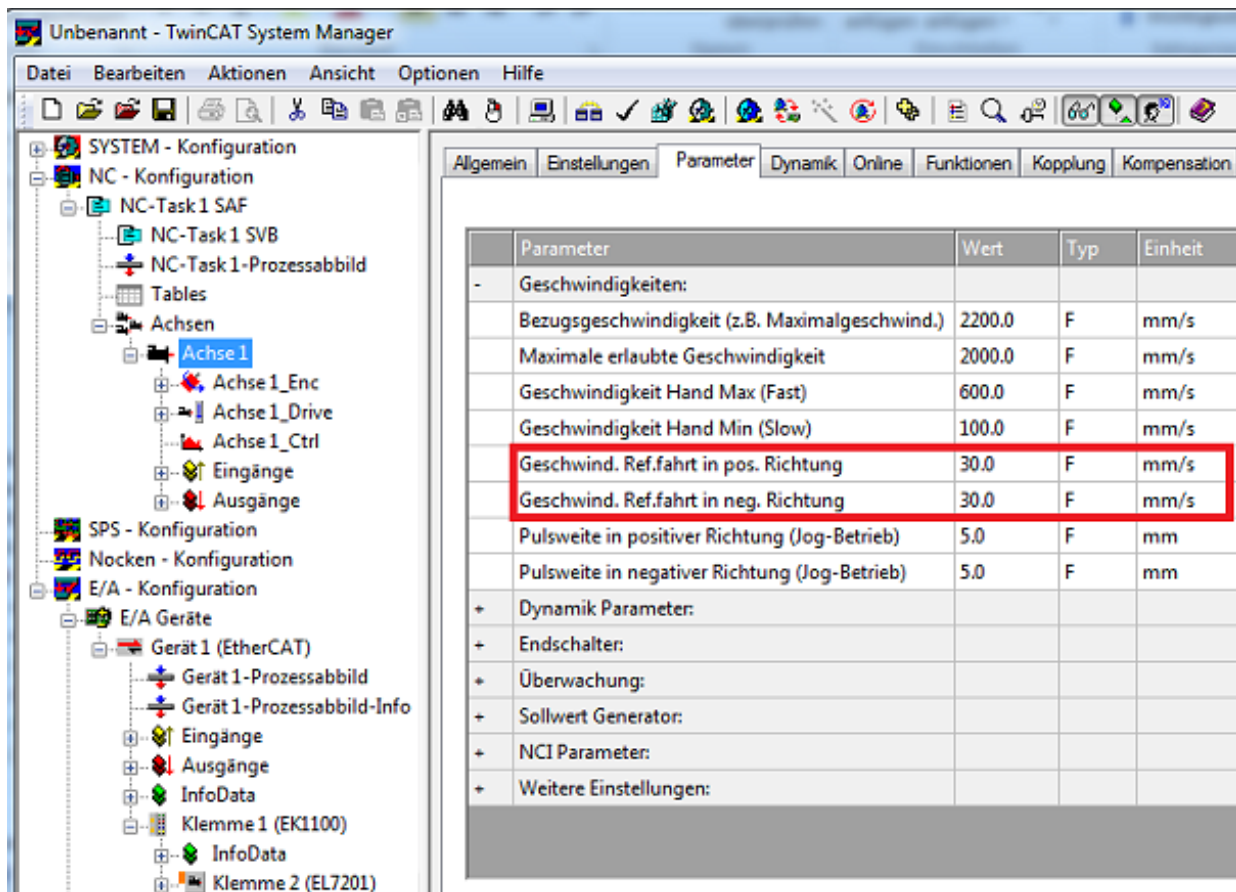 Unbenannt - TwinCAT System Manager
Datei Bearbeiten Aktionen Ansicht Optionen Hilfe
SYSTEM - Konfiguration
NC - Konfiguration
NC-Task 1 SAF
NC-Task 1 SVB
NC-Task 1-Prozessabbild
Tables
Achsen
Achse 1
Achse 1_Enc
Achse 1_Drive
Achse 1_Ctrl
Eingänge
Ausgänge
SPS - Konfiguration
Nocken - Konfiguration
E/A - Konfiguration
E/A Geräte
Gerät 1 (EtherCAT)
Gerät 1-Prozessabbild
Gerät 1-Prozessabbild-Info
Eingänge
Ausgänge
InfoData
Klemme 1 (EK1100)
InfoData
Klemme 2 (EL7201)
Allgemein Einstellungen Parameter Dynamik Online Funktionen Kopplung Kompensation
Parameter Wert Typ Einheit
- Geschwindigkeiten:
Bezugsgeschwindigkeit (z.B. Maximalgeschwind.) 2200.0 F mm/s
Maximale erlaubte Geschwindigkeit 2000.0 F mm/s
Geschwindigkeit Hand Max (Fast) 600.0 F mm/s
Geschwindigkeit Hand Min (Slow) 100.0 F mm/s
Geschwind. Ref.fahrt in pos. Richtung 30.0 F mm/s
Geschwind. Ref.fahrt in neg. Richtung 30.0 F mm/s
Pulsweite in positiver Richtung (Jog-Betrieb) 5.0 F mm
Pulsweite in negativer Richtung (Jog-Betrieb) 5.0 F mm
+ Dynamik Parameter:
+ Endschalter:
+ Überwachung:
+ Sollwert Generator:
+ NCI Parameter:
+ Weitere Einstellungen: